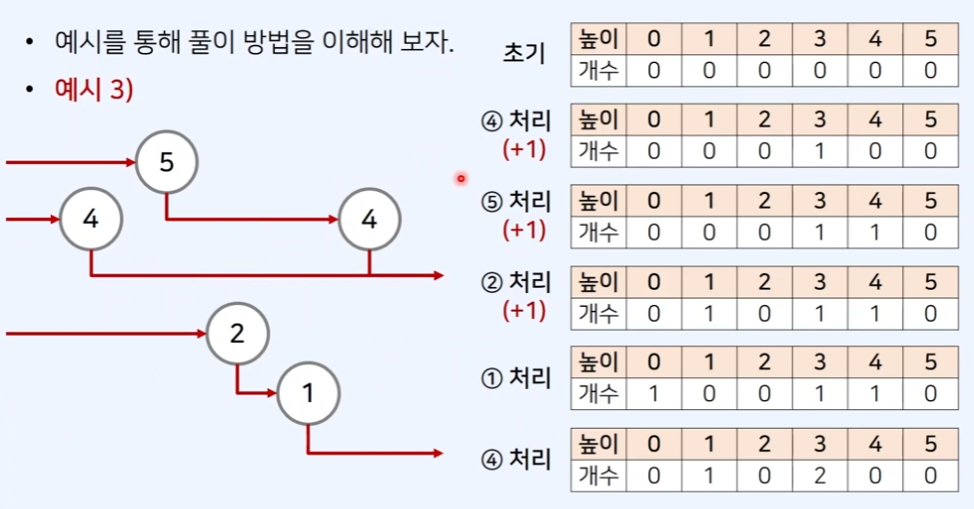 • 예시를 통해 풀이 방법을 이해해 보자.
• 예시 3)
5
4
4
2
1
초기
높이 0 1 2 3 4 5
개수 0 0 0 0 0 0
④ 처리
(+1)
높이 0 1 2 3 4 5
개수 0 0 0 1 0 0
⑤ 처리
(+1)
높이 0 1 2 3 4 5
개수 0 0 0 1 1 0
② 처리
(+1)
높이 0 1 2 3 4 5
개수 0 1 0 1 1 0
① 처리
높이 0 1 2 3 4 5
개수 1 0 0 1 1 0
④ 처리
높이 0 1 2 3 4 5
개수 0 1 0 2 0 0